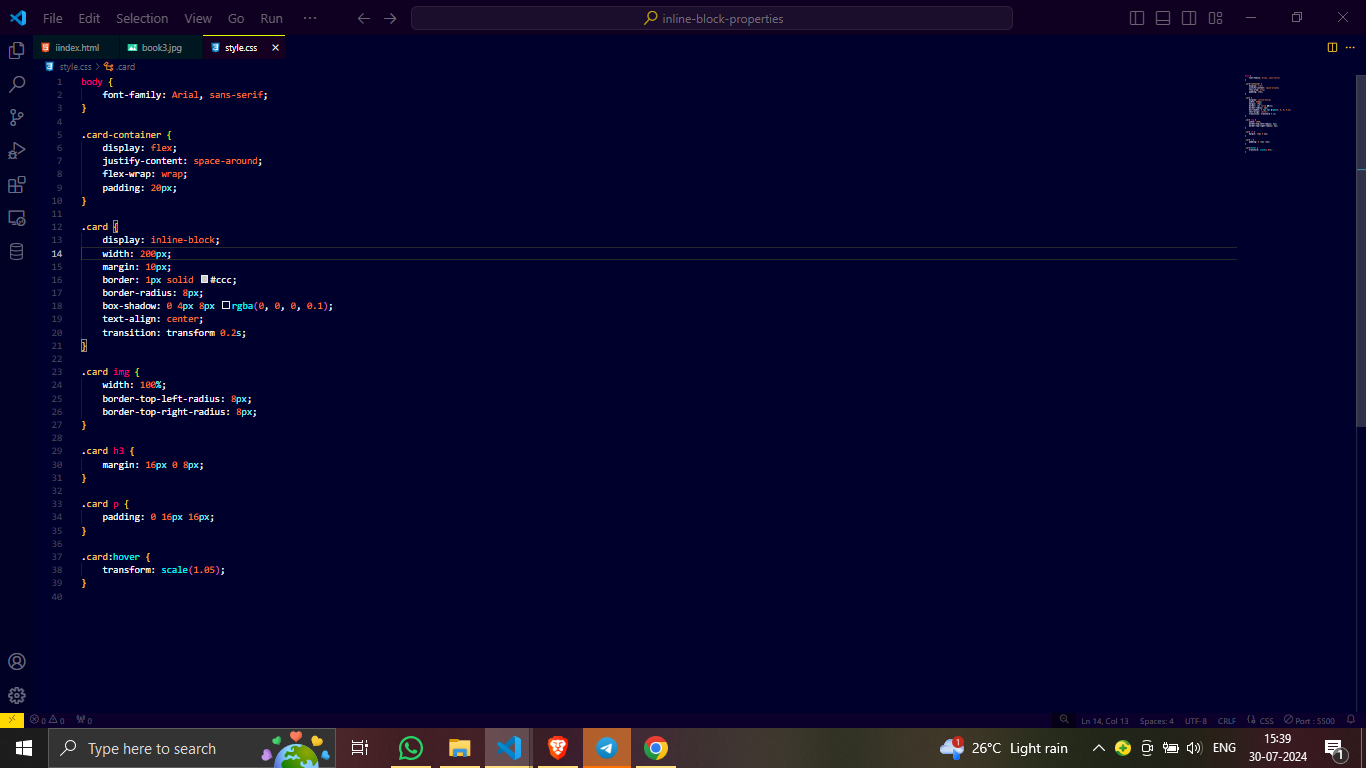 File Edit Selection View Go Run ··· inline-block-properties
iindex.html book3.jpg style.css
style.css > .card
1 body {
2 font-family: Arial, sans-serif;
3 }
4
5 .card-container {
6 display: flex;
7 justify-content: space-around;
8 flex-wrap: wrap;
9 padding: 20px;
10 }
11
12 .card {
13 display: inline-block;
14 width: 200px;
15 margin: 10px;
16 border: 1px solid #ccc;
17 border-radius: 8px;
18 box-shadow: 0 4px 8px rgba(0, 0, 0, 0.1);
19 text-align: center;
20 transition: transform 0.2s;
21 }
22
23 .card img {
24 width: 100%;
25 border-top-left-radius: 8px;
26 border-top-right-radius: 8px;
27 }
28
29 .card h3 {
30 margin: 16px 0 8px;
31 }
32
33 .card p {
34 padding: 0 16px 16px;
35 }
36
37 .card:hover {
38 transform: scale(1.05);
39 }
40
0 0 0 Ln 14, Col 13 Spaces: 4 UTF-8 CRLF CSS Port : 5500
Type here to search 1 26°C Light rain ENG 15:39
30-07-2024 1